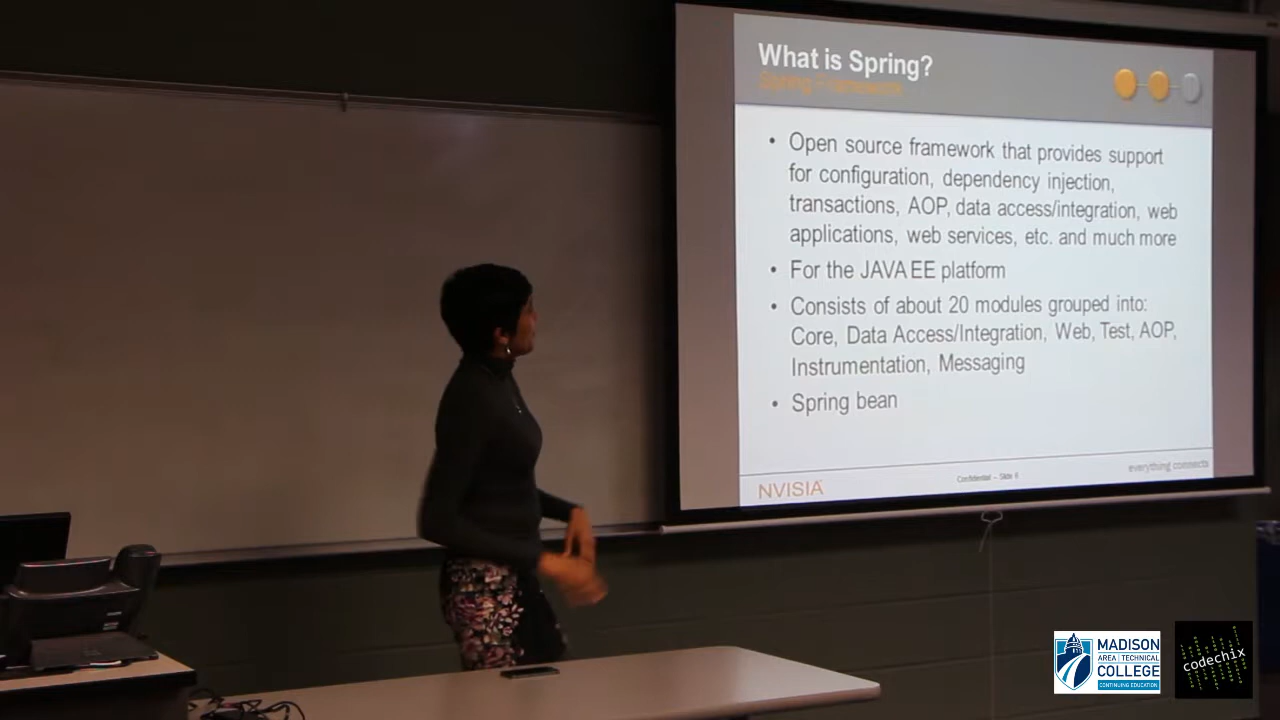 What is Spring?
Spring Framework
• Open source framework that provides support
for configuration, dependency injection,
transactions, AOP, data access/integration, web
applications, web services, etc. and much more
• For the JAVA EE platform
• Consists of about 20 modules grouped into:
Core, Data Access/Integration, Web, Test, AOP,
Instrumentation, Messaging
• Spring bean
everything connects
NVISIA
Confidential – Slide 6
MADISON
AREA TECHNICAL
COLLEGE
CONTINUING EDUCATION
codechix